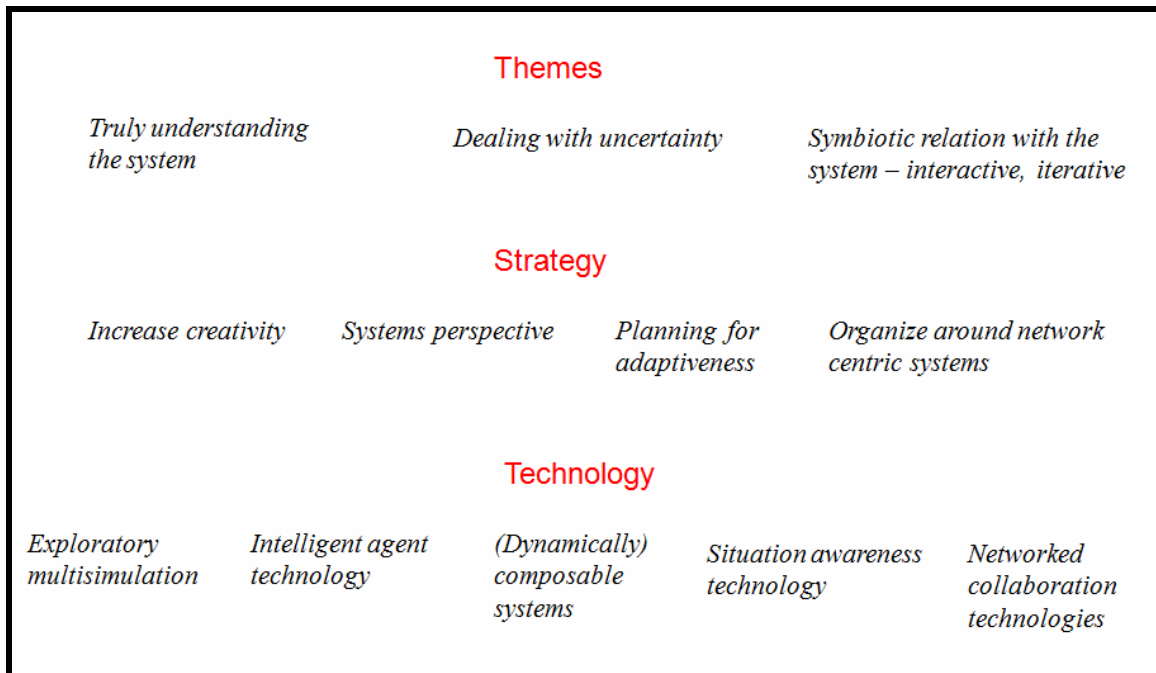 Themes
Truly understanding
the system
Dealing with uncertainty
Symbiotic relation with the
system – interactive, iterative
Strategy
Increase creativity
Systems perspective
Planning for
adaptiveness
Organize around network
centric systems
Technology
Exploratory
multisimulation
Intelligent agent
technology
(Dynamically)
composable
systems
Situation awareness
technology
Networked
collaboration
technologies